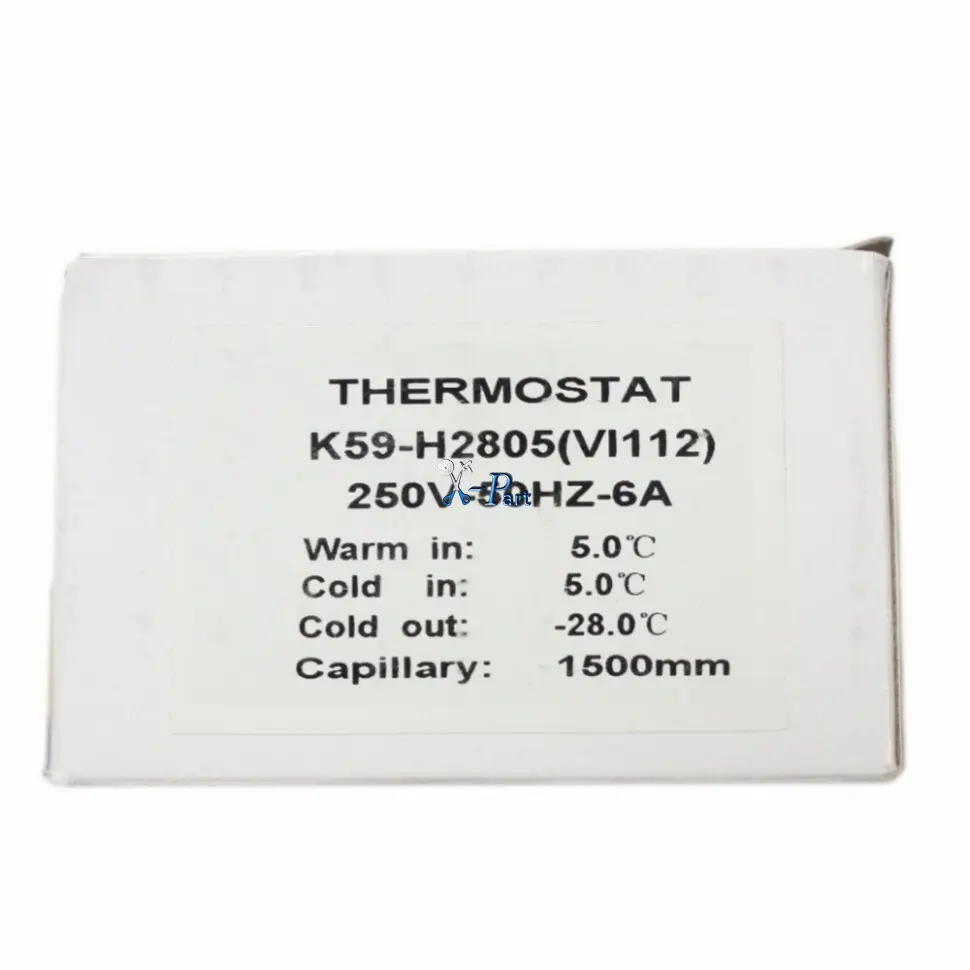 THERMOSTAT
K59-H2805(VI112)
250V-50HZ-6A
X-Part
Warm in: 5.0℃
Cold in: 5.0℃
Cold out: -28.0℃
Capillary: 1500mm